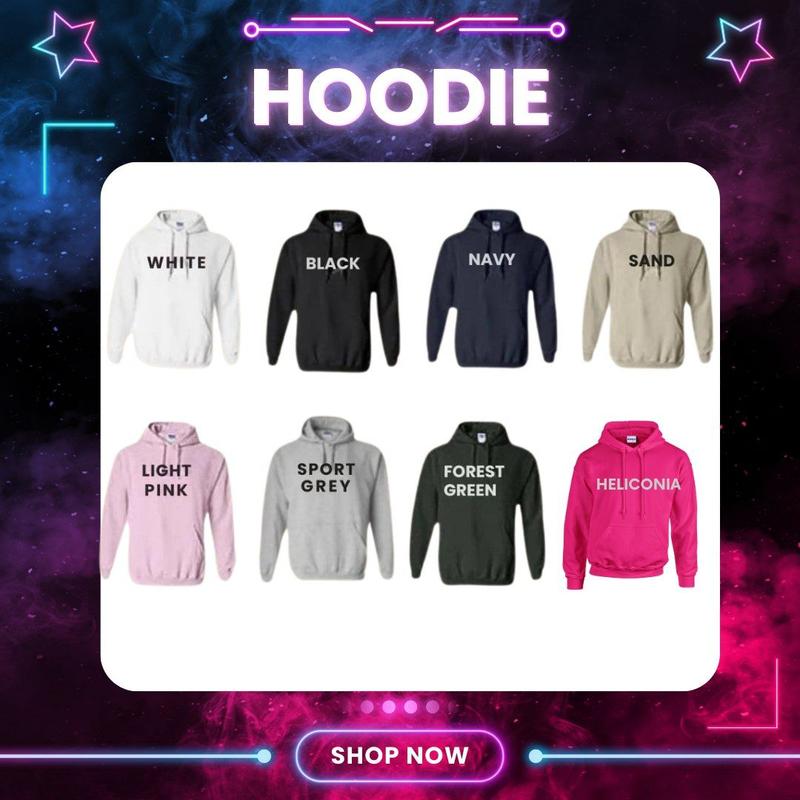 HOODIE
WHITE
BLACK
NAVY
SAND
LIGHT
PINK
SPORT
GREY
FOREST
GREEN
HELICONIA
SHOP NOW